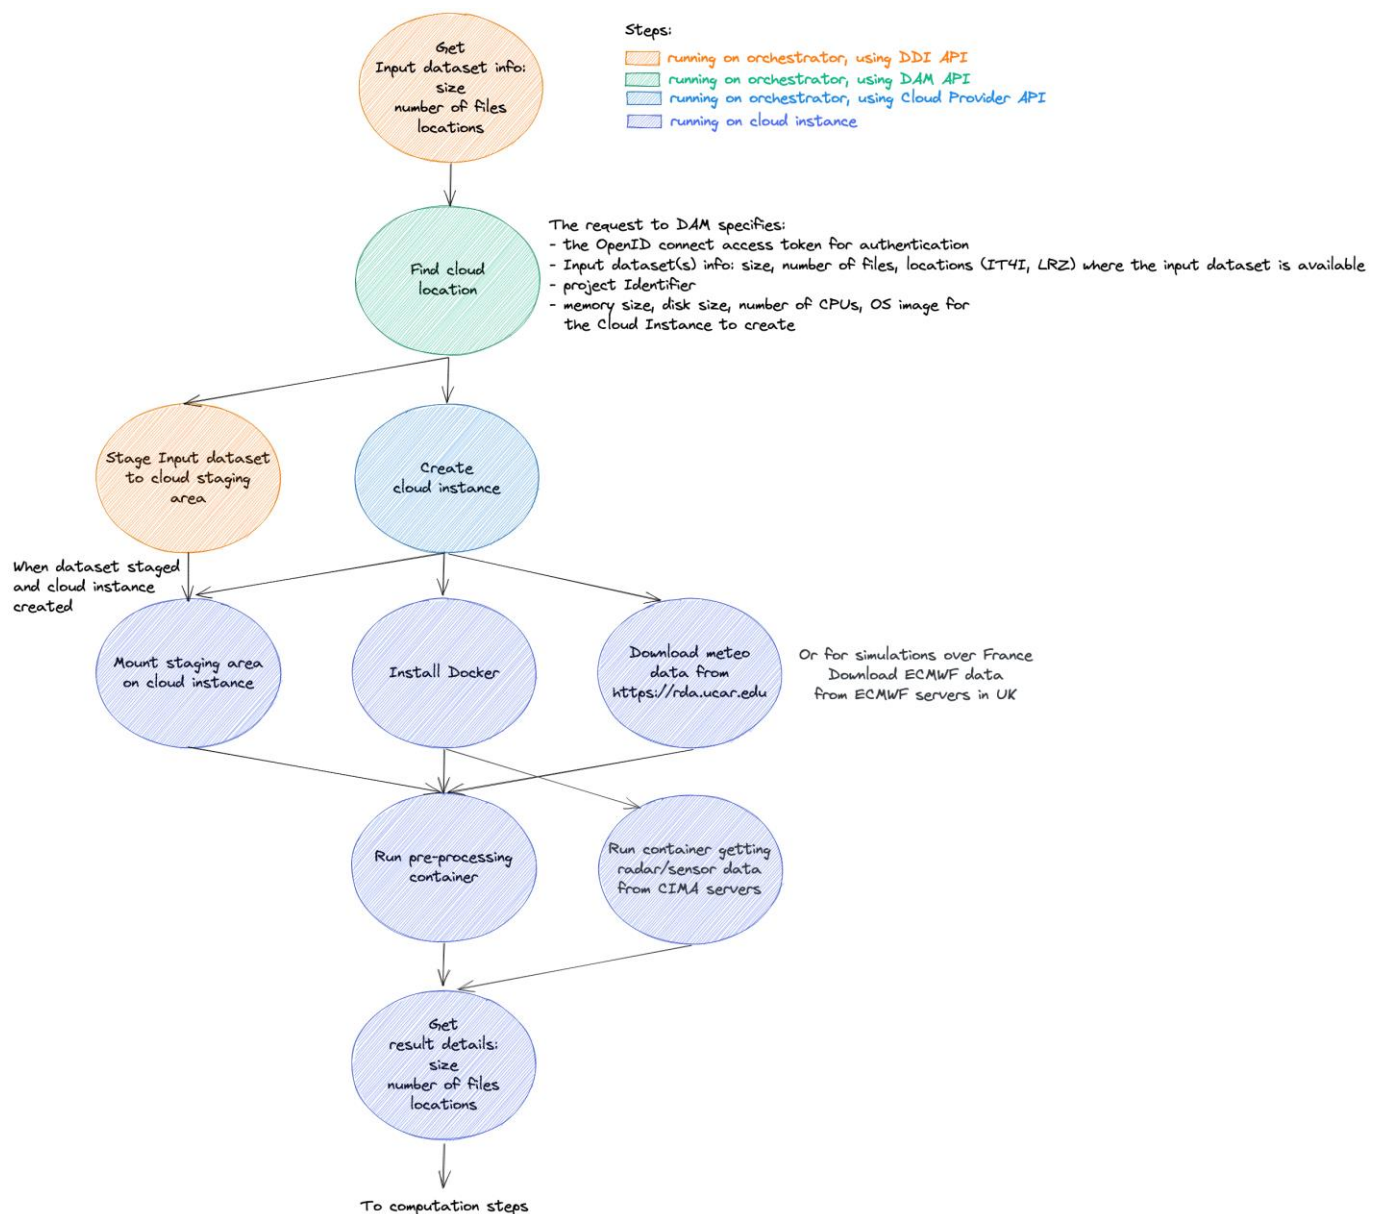 Get
Input dataset info:
size
number of files
locations
Steps:
running on orchestrator, using DDI API
running on orchestrator, using DAM API
running on orchestrator, using Cloud Provider API
running on cloud instance
Find cloud
location
The request to DAM specifies:
- the OpenID connect access token for authentication
- Input dataset(s) info: size, number of files, locations (IT4I, LRZ) where the input dataset is available
- project Identifier
- memory size, disk size, number of CPUs, OS image for
the Cloud Instance to create
Stage Input dataset
to cloud staging
area
Create
cloud instance
When dataset staged
and cloud instance
created
Mount staging area
on cloud instance
Install Docker
Download meteo
data from
https://rda.ucar.edu
Or for simulations over France
Download ECMWF data
from ECMWF servers in UK
Run pre-processing
container
Run container getting
radar/sensor data
from CIMA servers
Get
result details:
size
number of files
locations
To computation steps